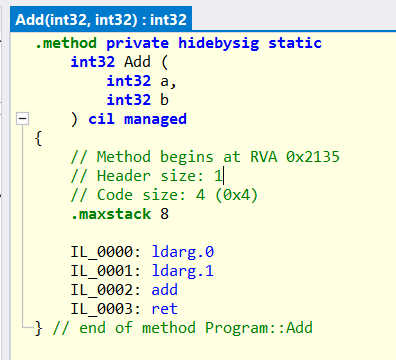 Add(int32, int32) : int32
.method private hidebysig static
int32 Add (
int32 a,
int32 b
) cil managed
{
// Method begins at RVA 0x2135
// Header size: 1
// Code size: 4 (0x4)
.maxstack 8
IL_0000: ldarg.0
IL_0001: ldarg.1
IL_0002: add
IL_0003: ret
} // end of method Program::Add